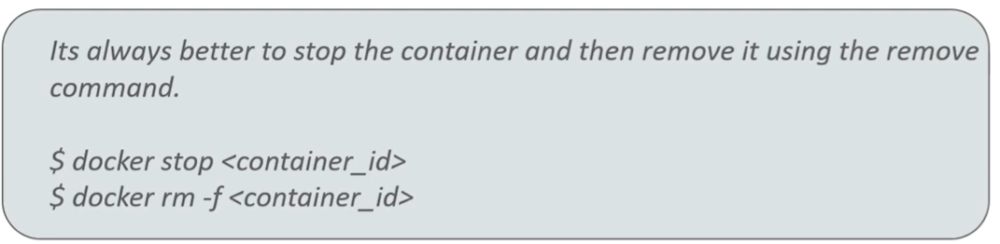 Its always better to stop the container and then remove it using the remove
command.
$ docker stop <container_id>
$ docker rm -f <container_id>